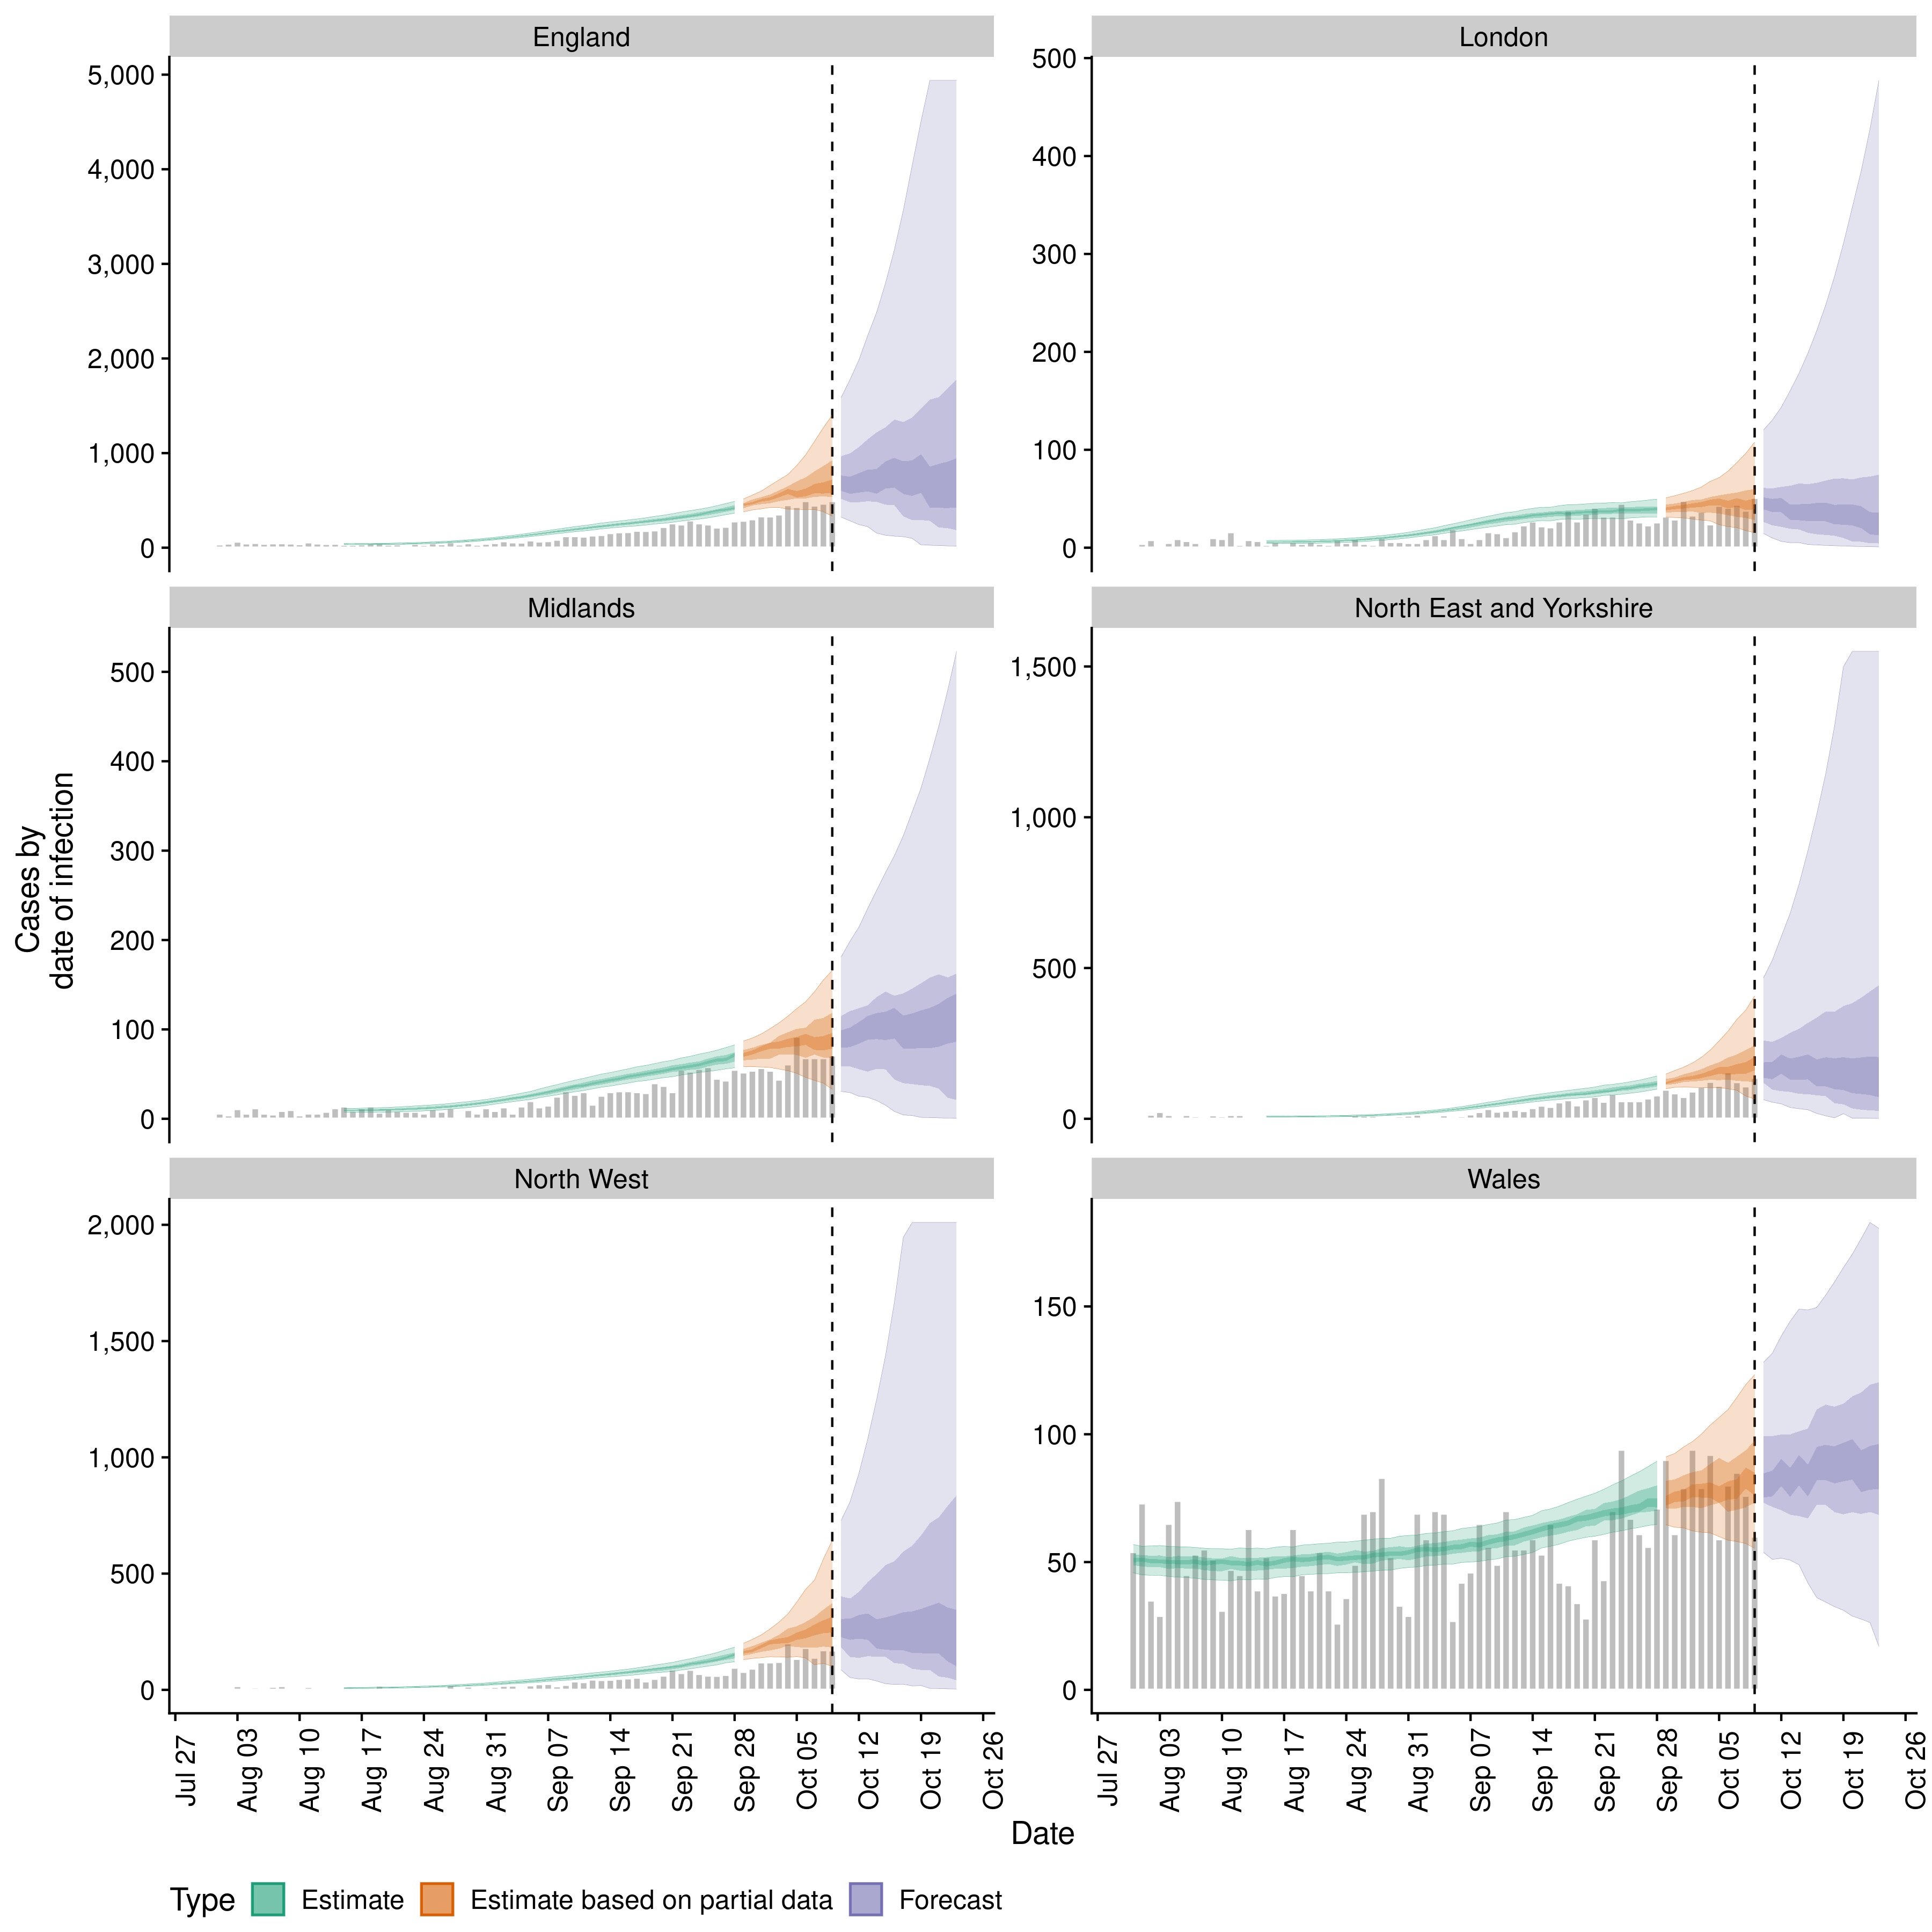 England
5,000
4,000
3,000
2,000
1,000
0
London
500
400
300
200
100
0
Midlands
500
400
300
200
100
0
North East and Yorkshire
1,500
1,000
500
0
Cases by
date of infection
North West
2,000
1,500
1,000
500
0
Wales
150
100
50
0
Jul 27
Aug 03
Aug 10
Aug 17
Aug 24
Aug 31
Sep 07
Sep 14
Sep 21
Sep 28
Oct 05
Oct 12
Oct 19
Oct 26
Jul 27
Aug 03
Aug 10
Aug 17
Aug 24
Aug 31
Sep 07
Sep 14
Sep 21
Sep 28
Oct 05
Oct 12
Oct 19
Oct 26
Date
Type Estimate Estimate based on partial data Forecast